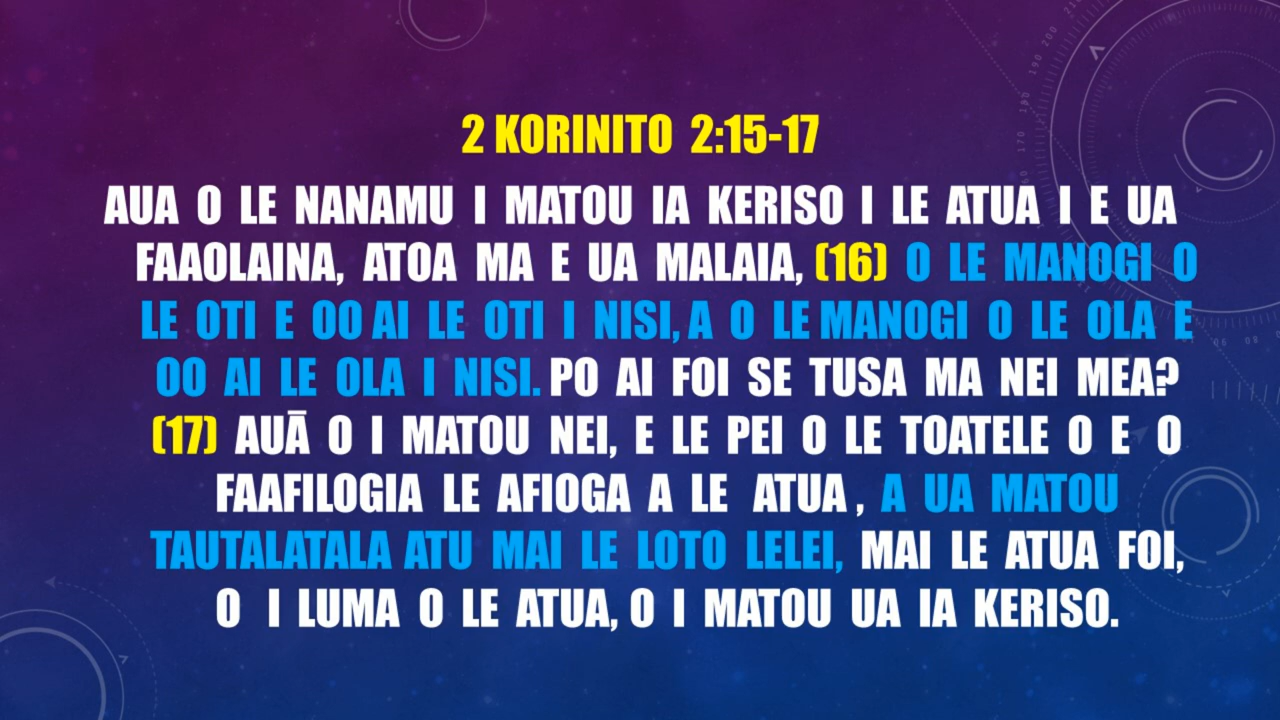 2 KORINITO 2:15-17
AUA O LE NANAMU I MATOU IA KERISO I LE ATUA I E UA
FAAOLAINA, ATOA MA E UA MALAIA, (16) O LE MANOGI O
LE OTI E OO AI LE OTI I NISI, A O LE MANOGI O LE OLA E
OO AI LE OLA I NISI. PO AI FOI SE TUSA MA NEI MEA?
(17) AUĀ O I MATOU NEI, E LE PEI O LE TOATELE O E O
FAAFILOGIA LE AFIOGA A LE ATUA , A UA MATOU
TAUTALATALA ATU MAI LE LOTO LELEI, MAI LE ATUA FOI,
O I LUMA O LE ATUA, O I MATOU UA IA KERISO.